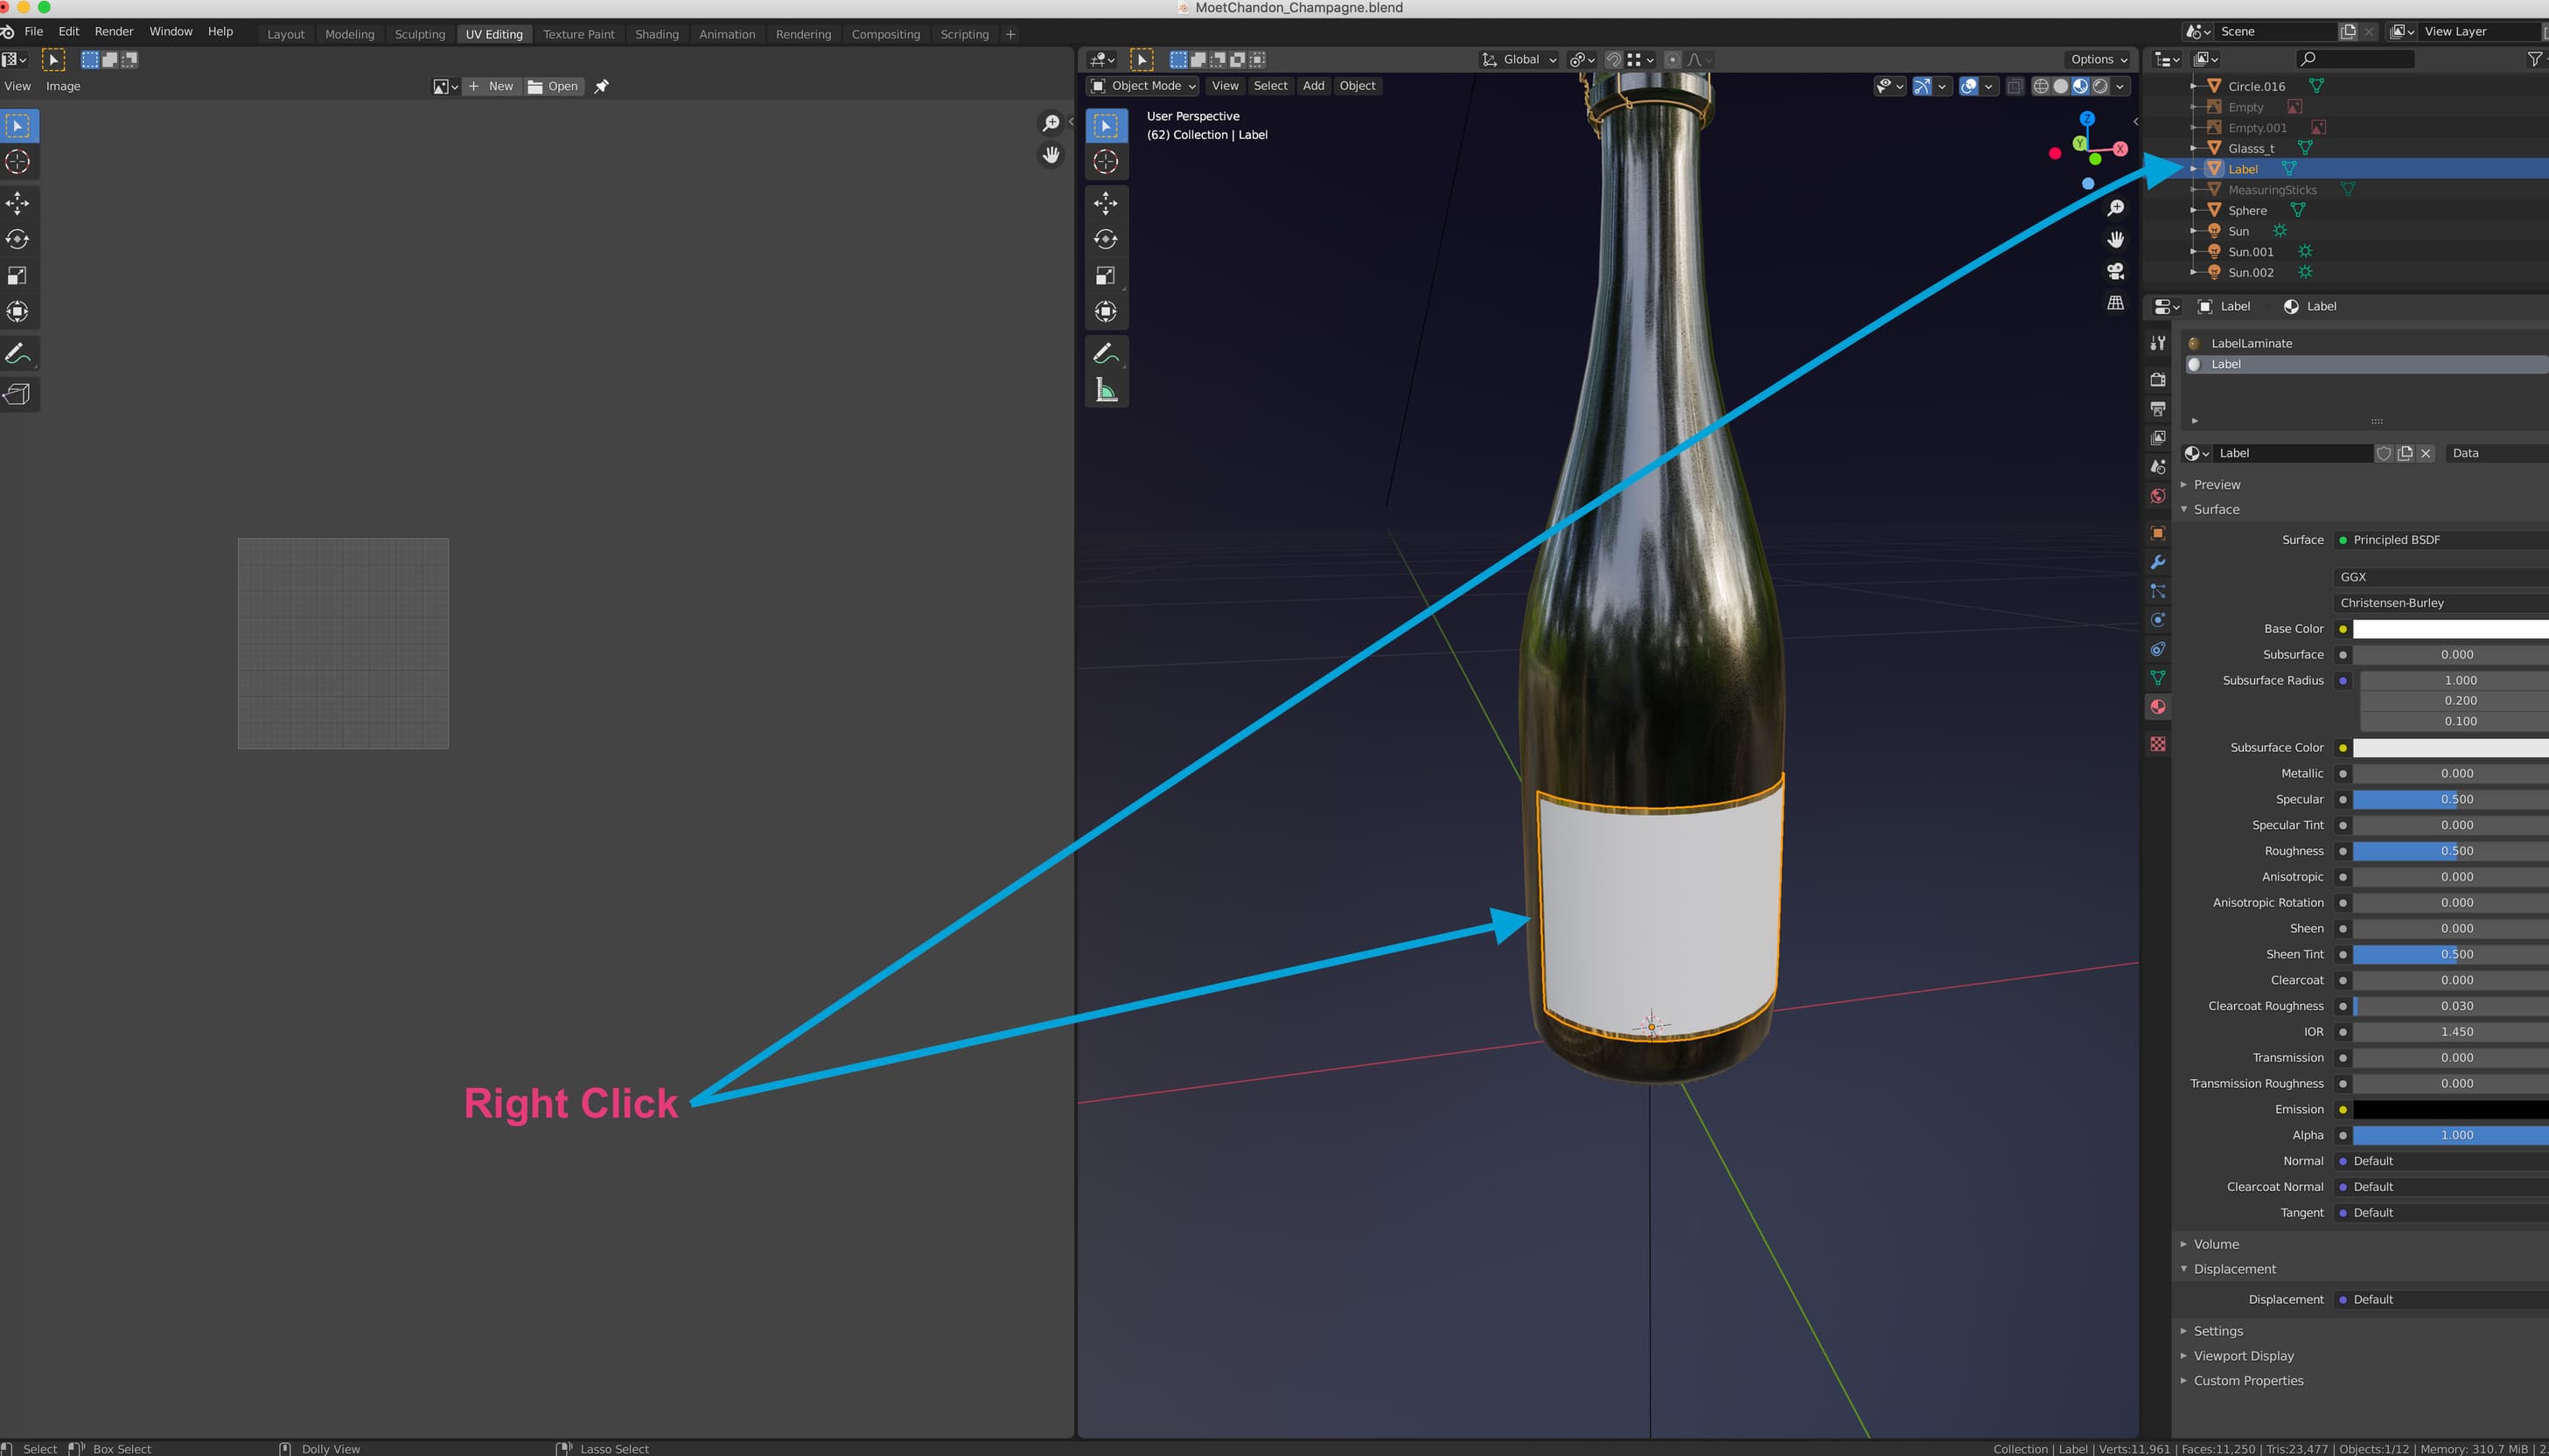 MoetChandon_Champagne.blend
File Edit Render Window Help
Layout Modeling Sculpting UV Editing Texture Paint Shading Animation Rendering Compositing Scripting +
Scene
View Layer
View Image
+ New Open
Global
Options
Object Mode View Select Add Object
User Perspective
(62) Collection | Label
Z
Y
X
Circle.016
Empty
Empty.001
Glasss_t
Label
MeasuringSticks
Sphere
Sun
Sun.001
Sun.002
Label Label
LabelLaminate
Label
Label Data
Preview
Surface
Surface Principled BSDF
GGX
Christensen-Burley
Base Color
Subsurface 0.000
Subsurface Radius 1.000
0.200
0.100
Subsurface Color
Metallic 0.000
Specular 0.500
Specular Tint 0.000
Roughness 0.500
Anisotropic 0.000
Anisotropic Rotation 0.000
Sheen 0.000
Sheen Tint 0.500
Clearcoat 0.000
Clearcoat Roughness 0.030
IOR 1.450
Transmission 0.000
Transmission Roughness 0.000
Emission
Alpha 1.000
Normal Default
Clearcoat Normal Default
Tangent Default
Volume
Displacement
Displacement Default
Settings
Viewport Display
Custom Properties
Right Click
Select Box Select Dolly View Lasso Select
Collection | Label | Verts:11,961 | Faces:11,250 | Tris:23,477 | Objects:1/12 | Memory: 310.7 MiB | 2.